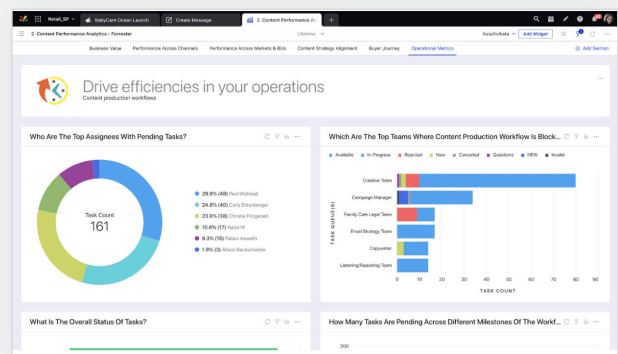 Retail_SP
BabyCare Ocean Launch
Create Message
2. Content Performance An
2. Content Performance Analytics - Forrester
Lifetime
Asia/Kolkata
Add Widget
Business Value
Performance Across Channels
Performance Across Markets & BUs
Content Strategy Alignment
Buyer Journey
Operational Metrics
Add Section
Drive efficiencies in your operations
Content production workflows
Who Are The Top Assignees With Pending Tasks?
Task Count
161
29.8% (48) Paul Michaud
24.8% (40) Carly Ehrenberger
23.6% (38) Christie Fitzgerald
10.6% (17) Aasya M
9.3% (15) Pallavi Awasthi
1.9% (3) Alison Backscheider
Which Are The Top Teams Where Content Production Workflow Is Block...
Available
In-Progress
Rejected
New
Cancelled
Questions
NEW
Invalid
TASK QUEUE(S)
Creative Team
Campaign Manager
Family Care Legal Team
Email Strategy Team
Copywriter
Listening/Reporting Team
0 10 20 30 40 50 60 70 80 90
TASK COUNT
What Is The Overall Status Of Tasks?
How Many Tasks Are Pending Across Different Milestones Of The Workf...
200